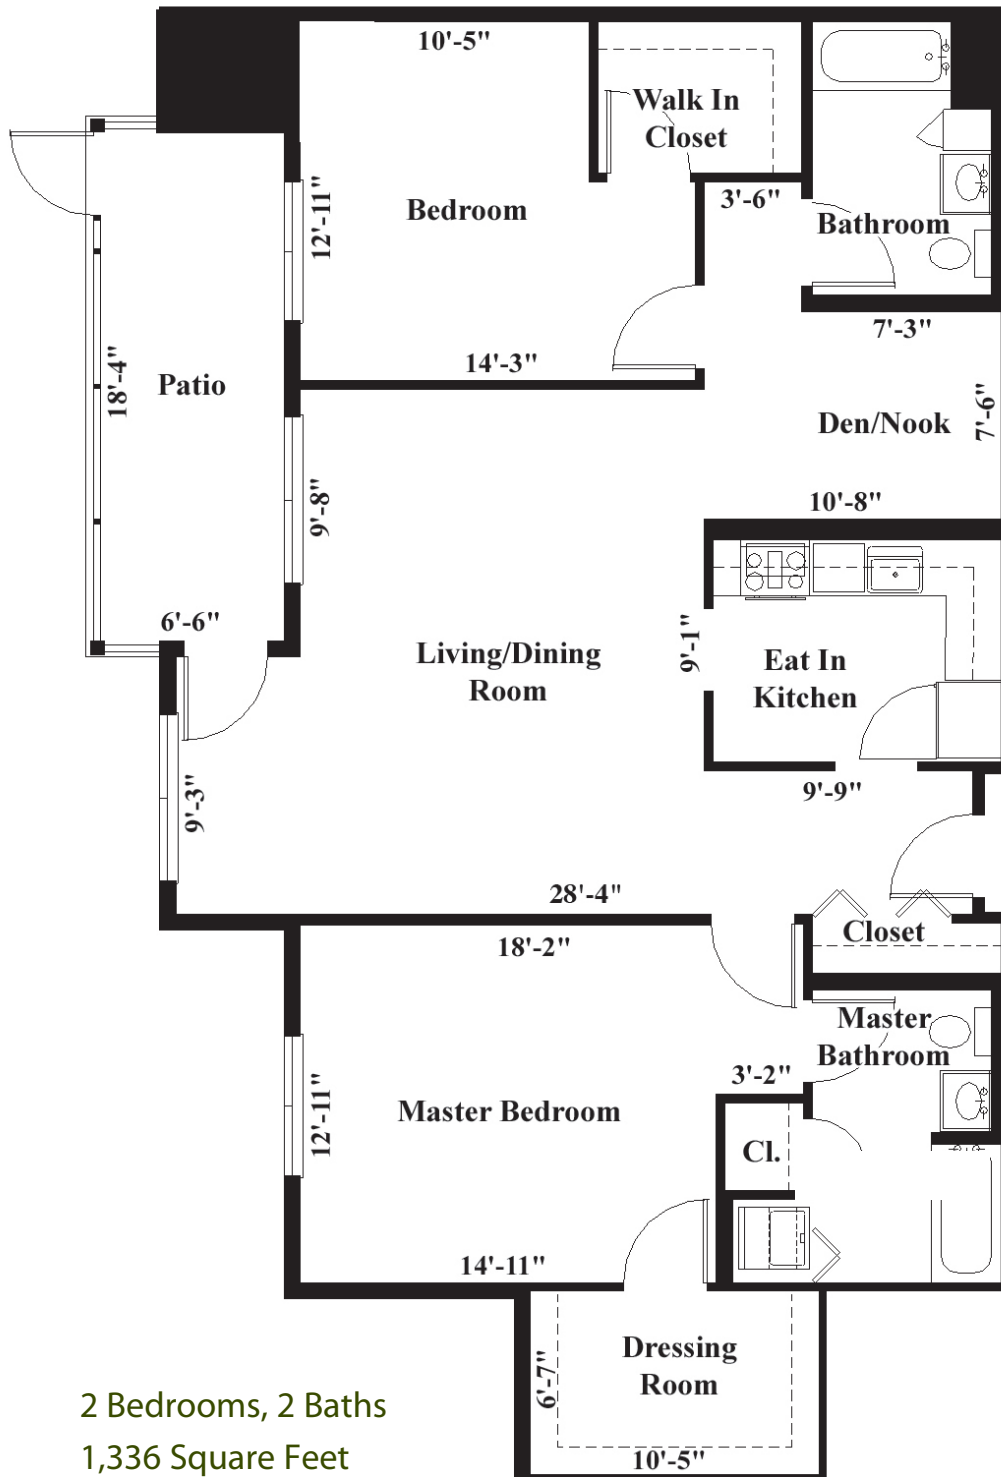 10'-5"
Walk In
Closet
Bedroom
12'-11"
3'-6"
Bathroom
14'-3"
7'-3"
Patio
18'-4"
Den/Nook
7'-6"
9'-8"
10'-8"
6'-6"
Living/Dining
Room
9'-1"
Eat In
Kitchen
9'-3"
9'-9"
28'-4"
Closet
18'-2"
Master
Bathroom
3'-2"
Master Bedroom
12'-11"
Cl.
14'-11"
Dressing
Room
6'-7"
10'-5"
2 Bedrooms, 2 Baths
1,336 Square Feet